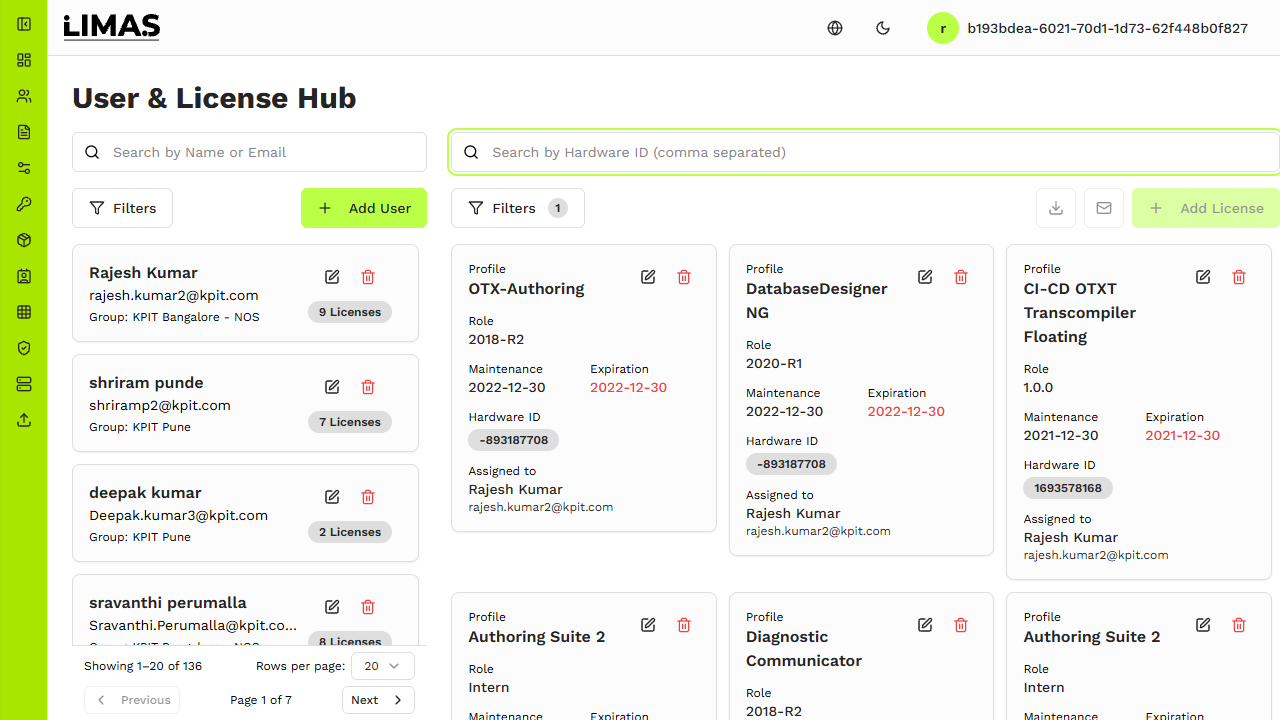 LIMAS
r
b193bdea-6021-70d1-1d73-62f448b0f827
User & License Hub
Search by Name or Email
Filters
Add User
Rajesh Kumar
rajesh.kumar2@kpit.com
Group: KPIT Bangalore - NOS
9 Licenses
shriram punde
shriramp2@kpit.com
Group: KPIT Pune
7 Licenses
deepak kumar
Deepak.kumar3@kpit.com
Group: KPIT Pune
2 Licenses
sravanthi perumalla
Sravanthi.Perumalla@kpit.co...
8 Licenses
Showing 1–20 of 136
Rows per page:
20
Previous
Page 1 of 7
Next
Search by Hardware ID (comma separated)
Filters
1
Add License
Profile
OTX-Authoring
Role
2018-R2
Maintenance
Expiration
2022-12-30
2022-12-30
Hardware ID
-893187708
Assigned to
Rajesh Kumar
rajesh.kumar2@kpit.com
Profile
DatabaseDesigner
NG
Role
2020-R1
Maintenance
Expiration
2022-12-30
2022-12-30
Hardware ID
-893187708
Assigned to
Rajesh Kumar
rajesh.kumar2@kpit.com
Profile
CI-CD OTXT
Transcompiler
Floating
Role
1.0.0
Maintenance
Expiration
2021-12-30
2021-12-30
Hardware ID
1693578168
Assigned to
Rajesh Kumar
rajesh.kumar2@kpit.com
Profile
Authoring Suite 2
Role
Intern
Maintenance
Expiration
Profile
Diagnostic
Communicator
Role
2018-R2
Profile
Authoring Suite 2
Role
Intern
Maintenance
Expiration